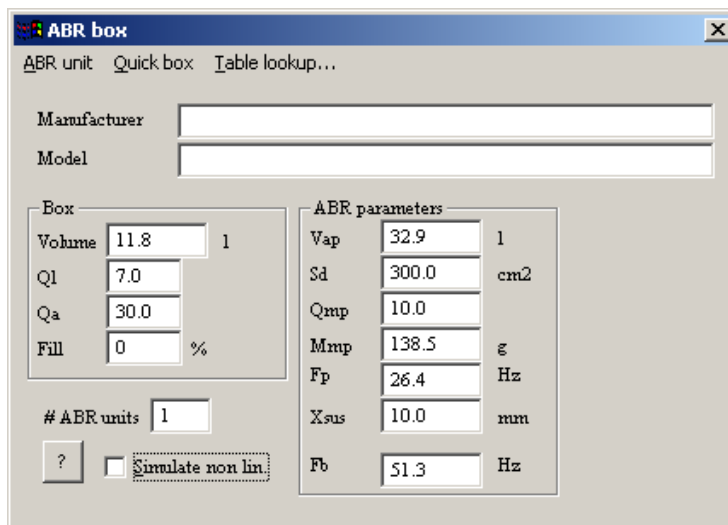 ABR box
ABR unit Quick box Table lookup...
Manufacturer
Model
Box
Volume 11.8 l
Ql 7.0
Qa 30.0
Fill 0 %
# ABR units 1
? Simulate non lin.
ABR parameters
Vap 32.9 l
Sd 300.0 cm2
Qmp 10.0
Mmp 138.5 g
Fp 26.4 Hz
Xsus 10.0 mm
Fb 51.3 Hz